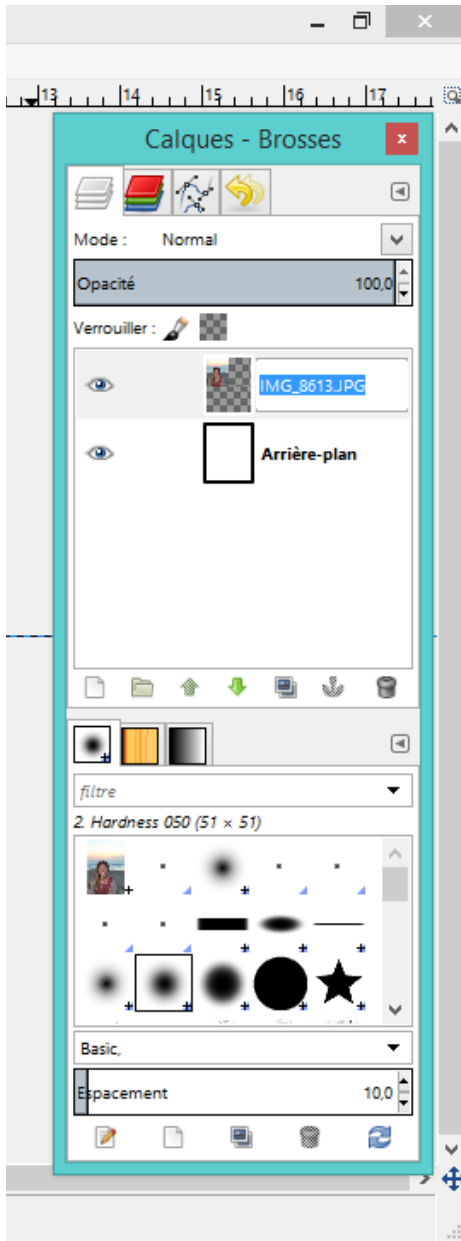 13 14 15 16 17
Calques - Brosses
Mode : Normal
Opacité 100,0
Verrouiller :
IMG_8613.JPG
Arrière-plan
filtre
2. Hardness 050 (51 × 51)
Basic,
Espacement 10,0